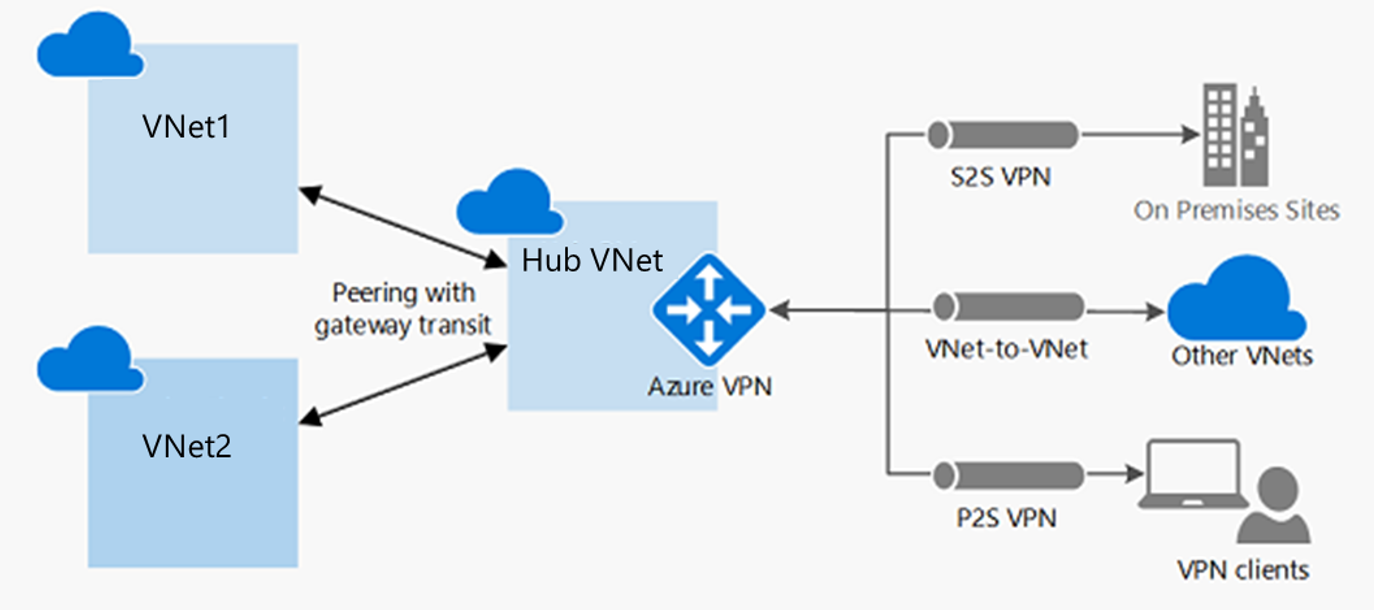 VNet1
Peering with
gateway transit
VNet2
Hub VNet
Azure VPN
S2S VPN
On Premises Sites
VNet-to-VNet
Other VNets
P2S VPN
VPN clients